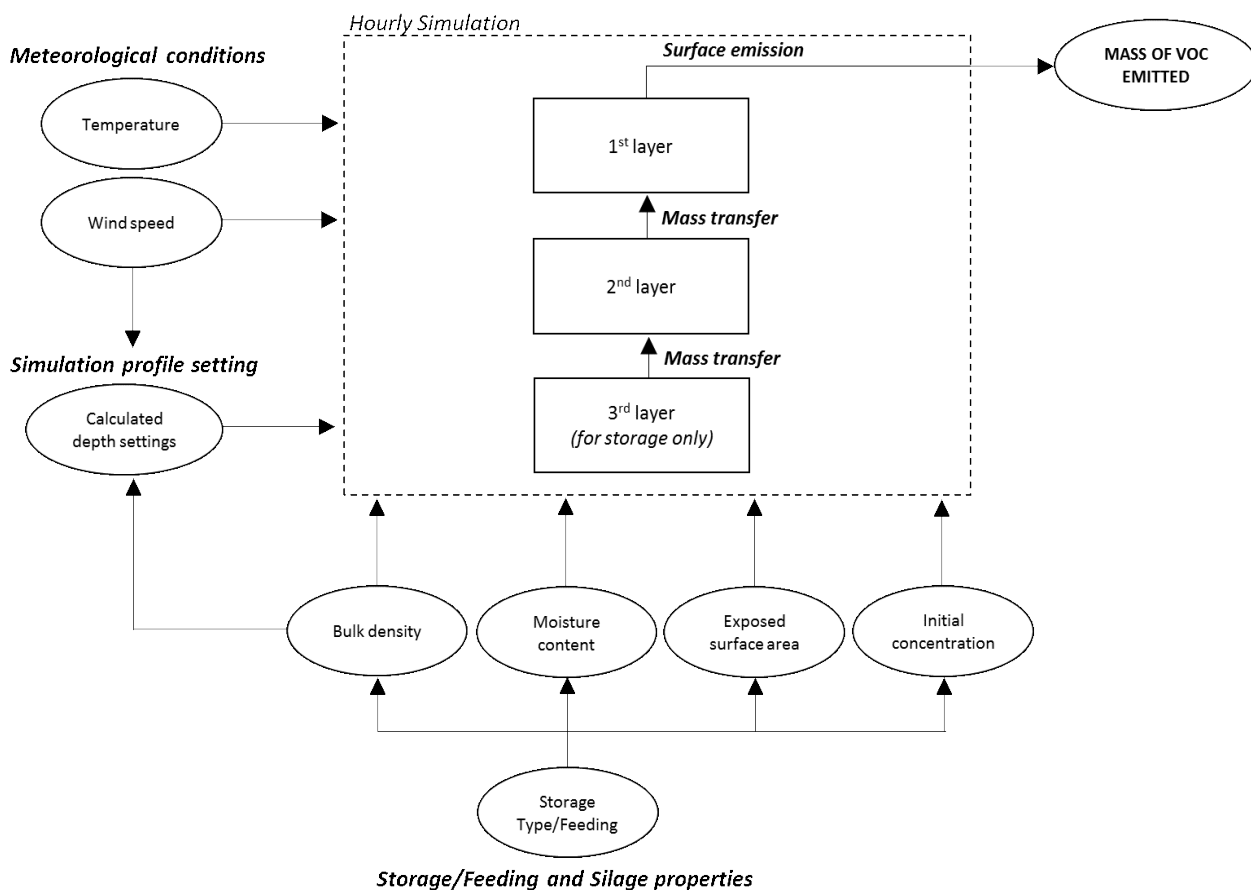 Hourly Simulation
Meteorological conditions
Surface emission
MASS OF VOC
EMITTED
Temperature
1st layer
Wind speed
Mass transfer
2nd layer
Simulation profile setting
Mass transfer
Calculated
depth settings
3rd layer
(for storage only)
Bulk density
Moisture
content
Exposed
surface area
Initial
concentration
Storage
Type/Feeding
Storage/Feeding and Silage properties